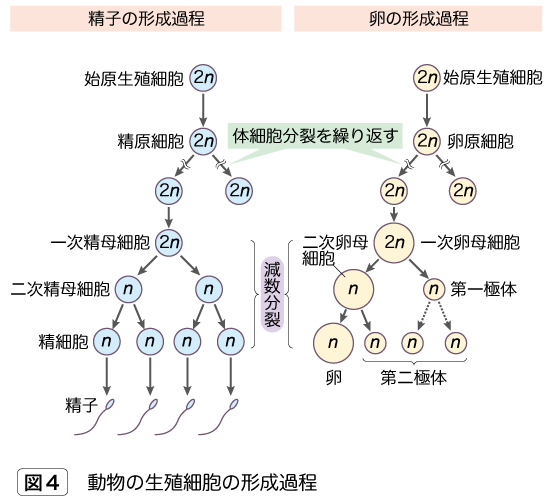 精子の形成過程
卵の形成過程
始原生殖細胞 2n
2n 始原生殖細胞
精原細胞 2n
体細胞分裂を繰り返す
2n 卵原細胞
2n 2n
2n 2n
一次精母細胞 2n
二次卵母細胞
2n 一次卵母細胞
減数分裂
二次精母細胞 n n
n n 第一極体
精細胞 n n n n
n n n n
卵 第二極体
精子
図4 動物の生殖細胞の形成過程